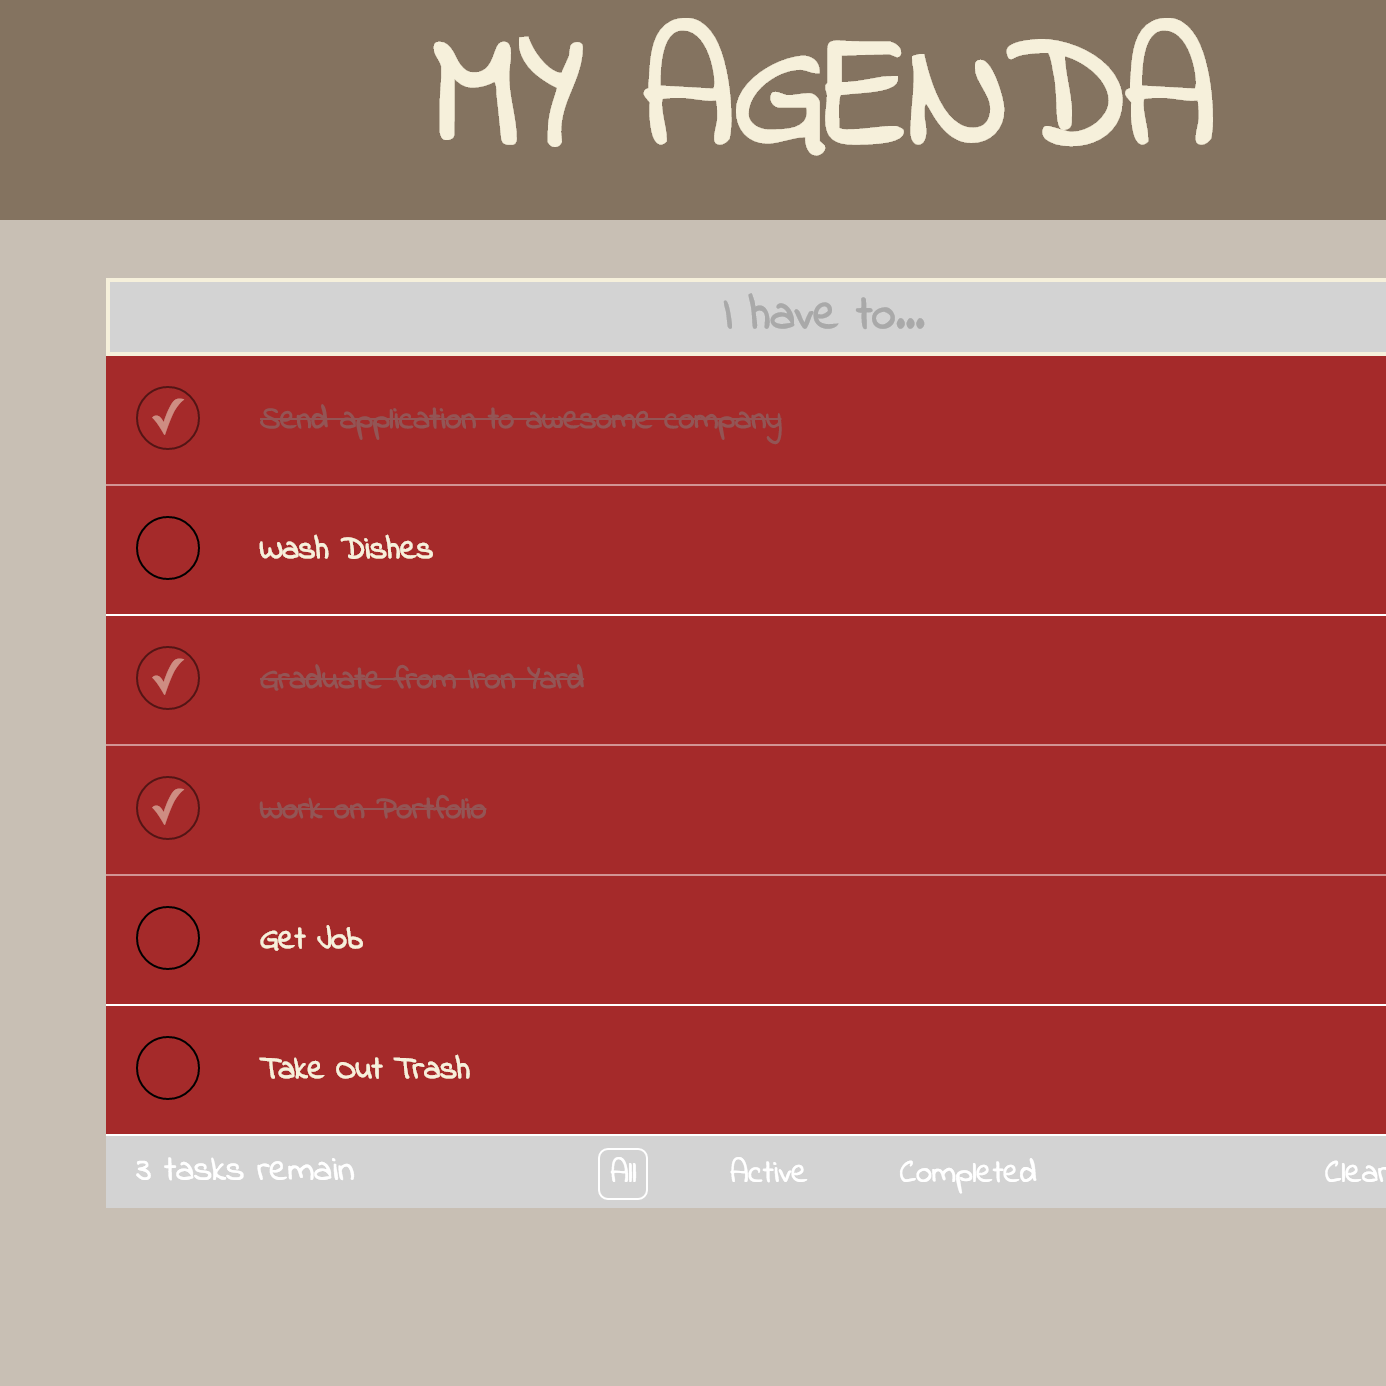 MY AGENDA
I have to...
Send application to awesome company
Wash Dishes
Graduate from Iron Yard
Work on Portfolio
Get Job
Take Out Trash
3 tasks remain All Active Completed Clear